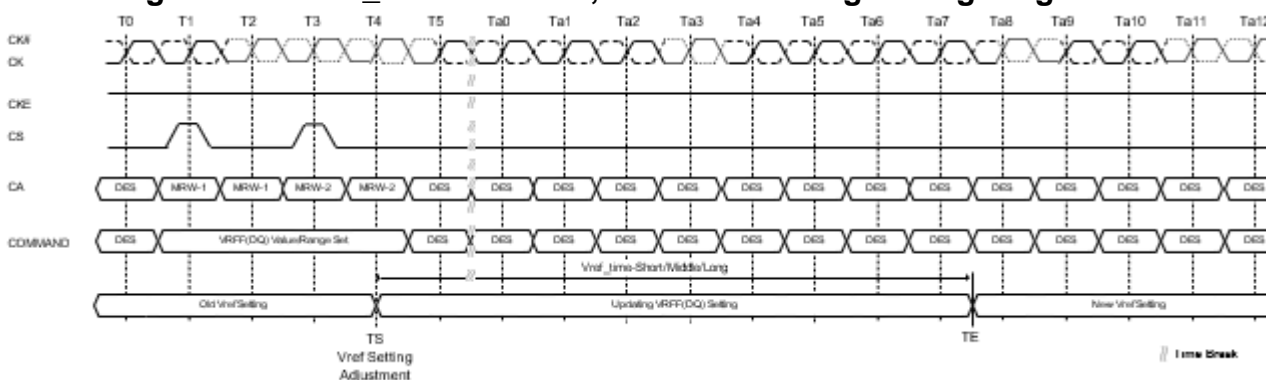 T0 T1 T2 T3 T4 T5 Ta0 Ta1 Ta2 Ta3 Ta4 Ta5 Ta6 Ta7 Ta8 Ta9 Ta10 Ta11 Ta12
CK#
CK
CKE
CS
CA DES MRW-1 MRW-1 MRW-2 MRW-2 DES DES DES DES DES DES DES DES DES DES DES DES DES DES
COMMAND DES VRFF(DQ) Value/Range Set DES DES DES DES DES DES DES DES DES DES DES DES DES DES
Vref_time-Short/Middle/Long
Old Vref Setting Updating VRFF(DQ) Setting New Vref Setting
TS TE
Vref Setting
Adjustment
Time Break